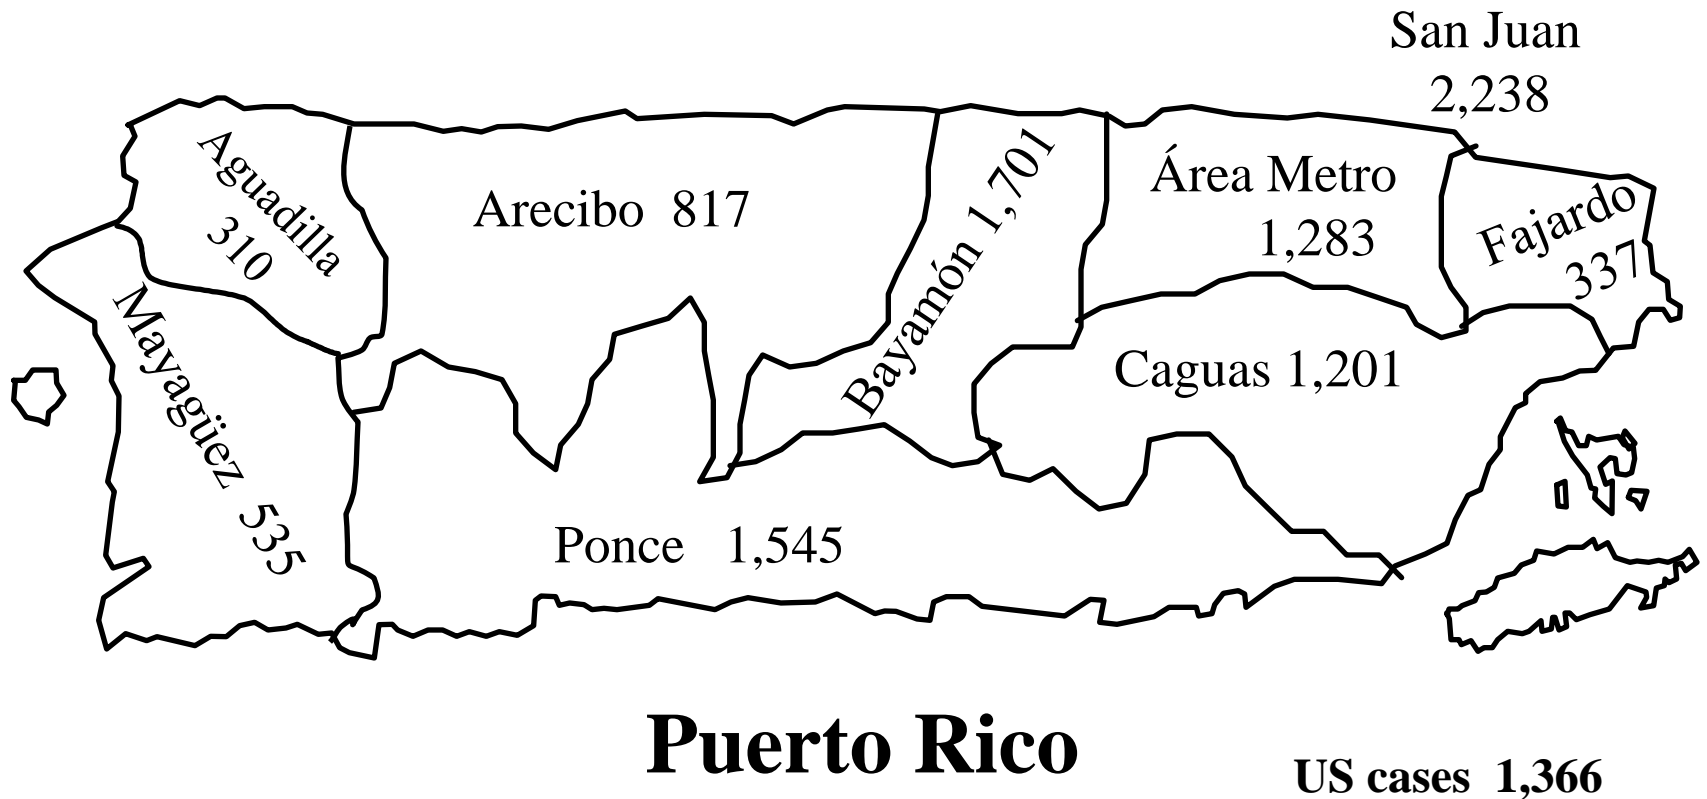 San Juan
2,238
Aguadilla
310
Arecibo 817
Bayamón 1,701
Área Metro
1,283
Fajardo
337
Mayagüez 535
Caguas 1,201
Ponce 1,545
Puerto Rico
US cases 1,366